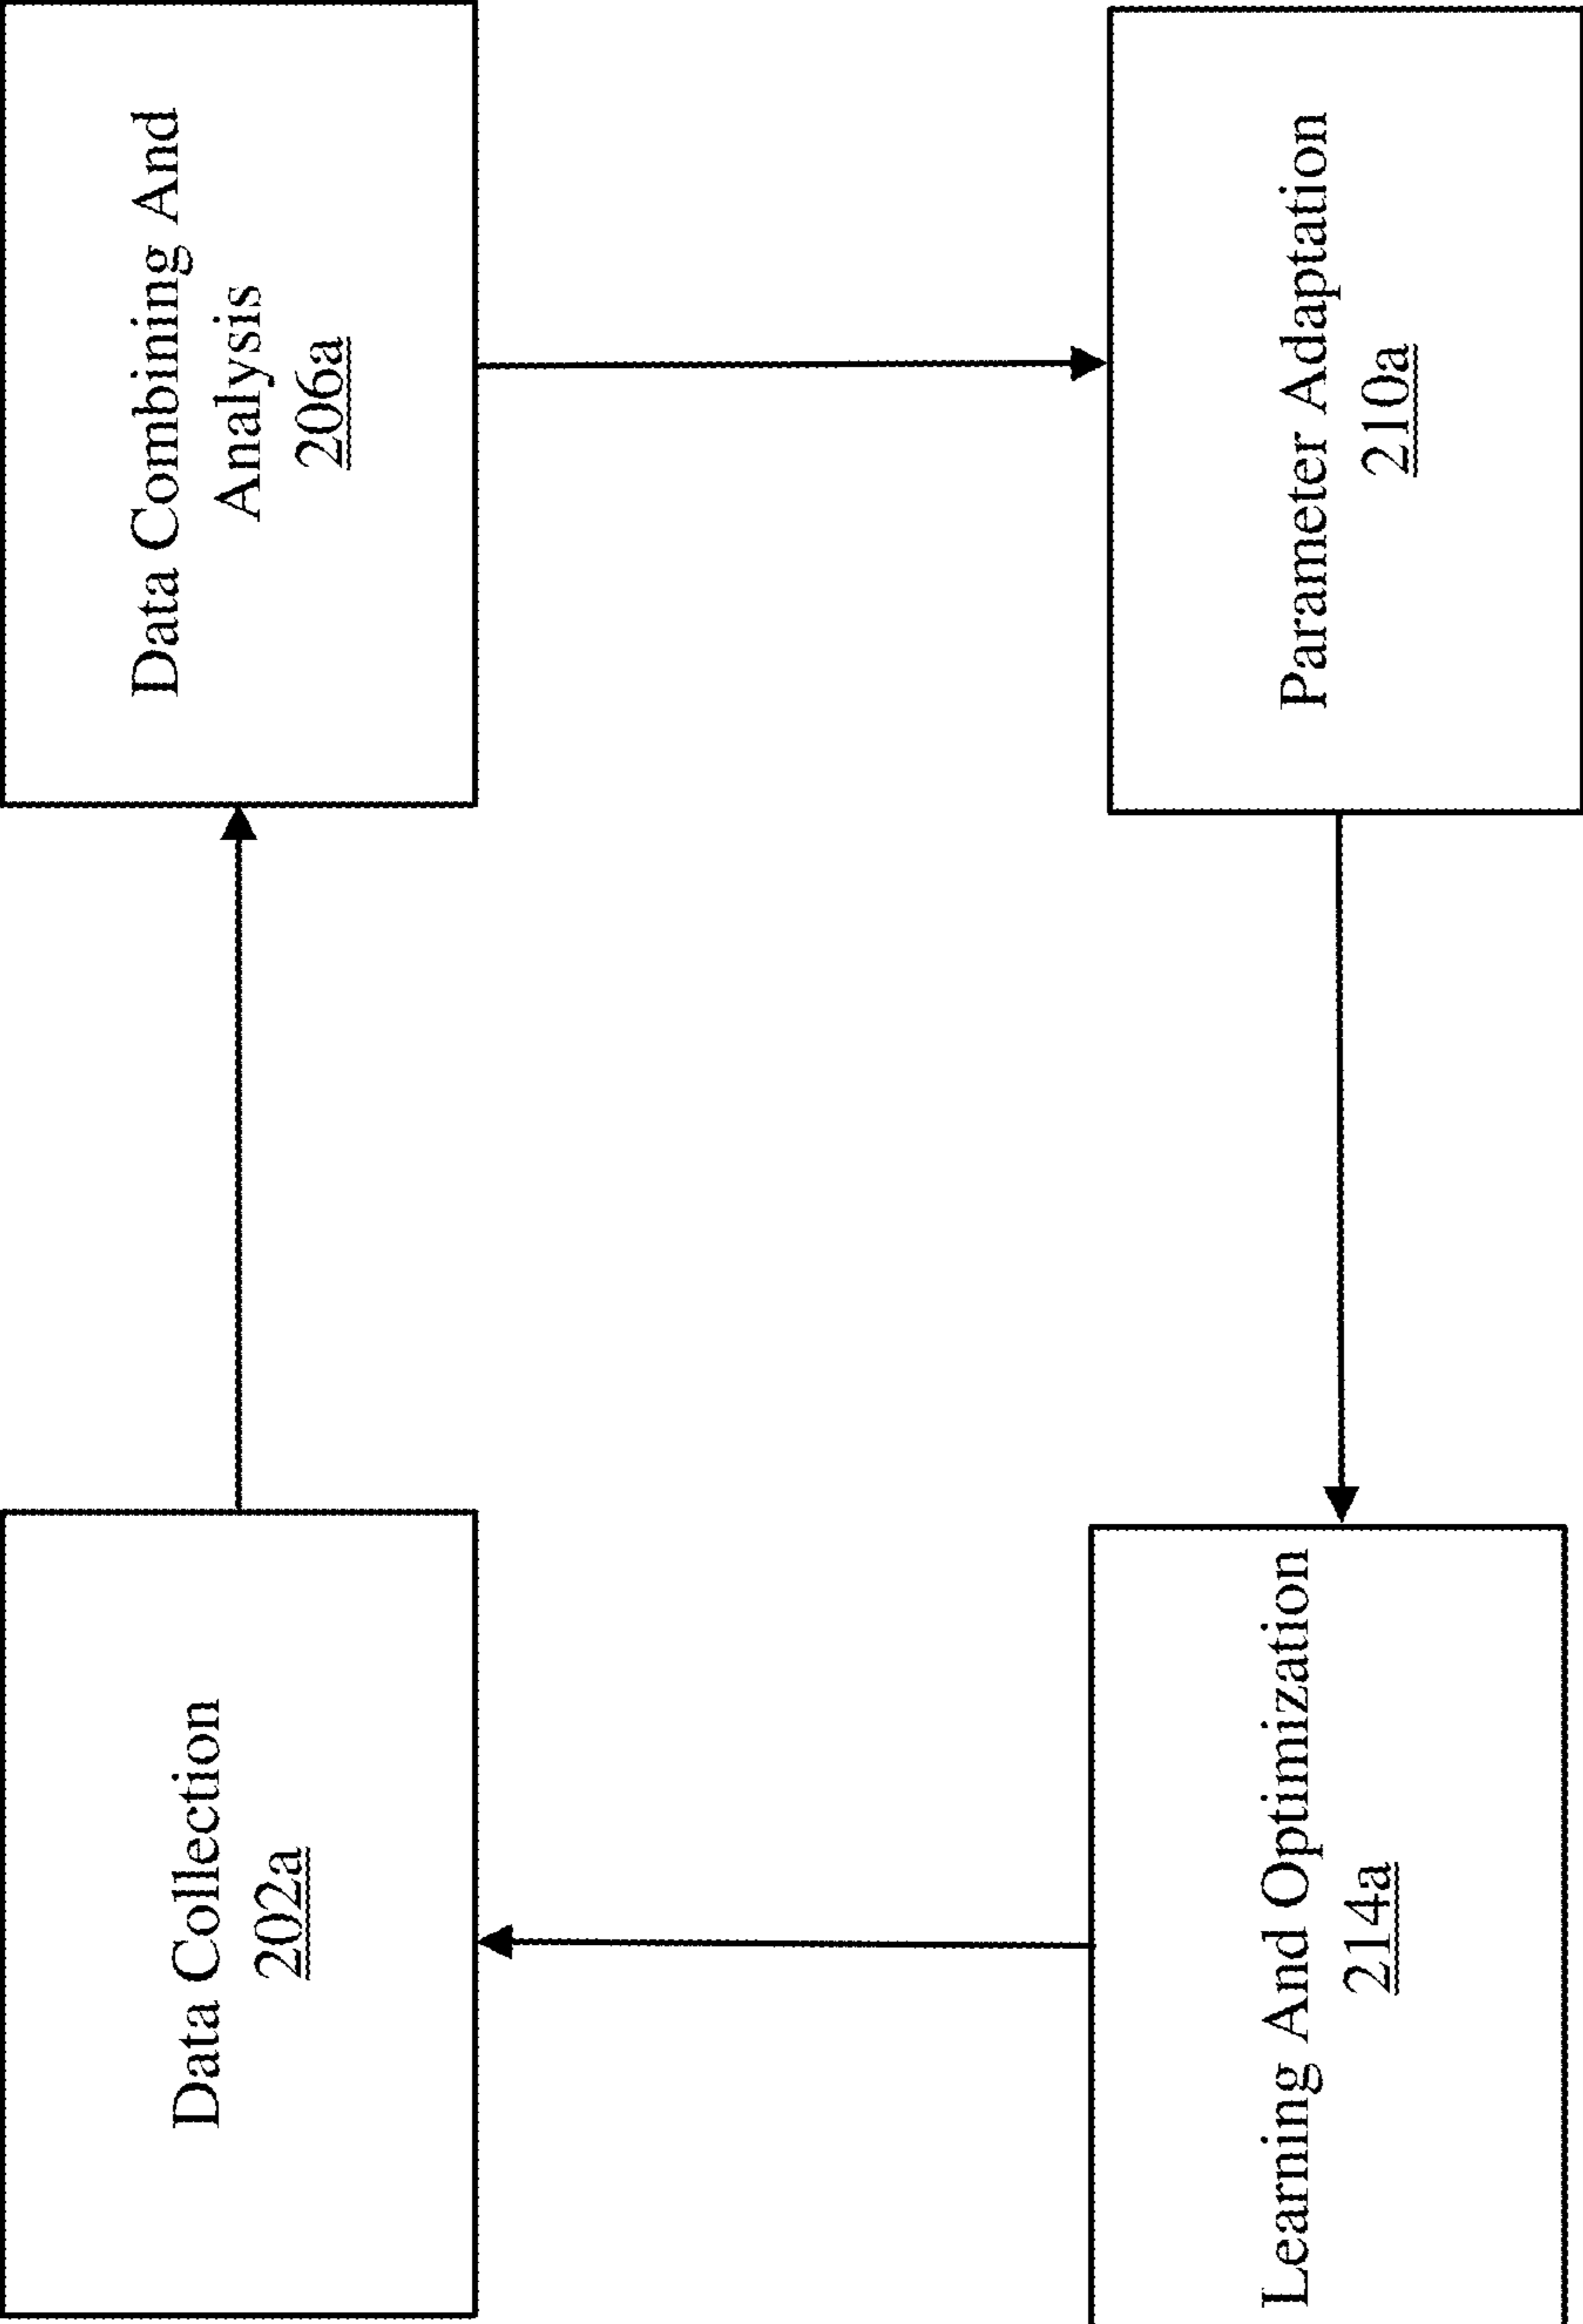 Data Collection
202a
Data Combining And
Analysis
206a
Learning And Optimization
214a
Parameter Adaptation
210a